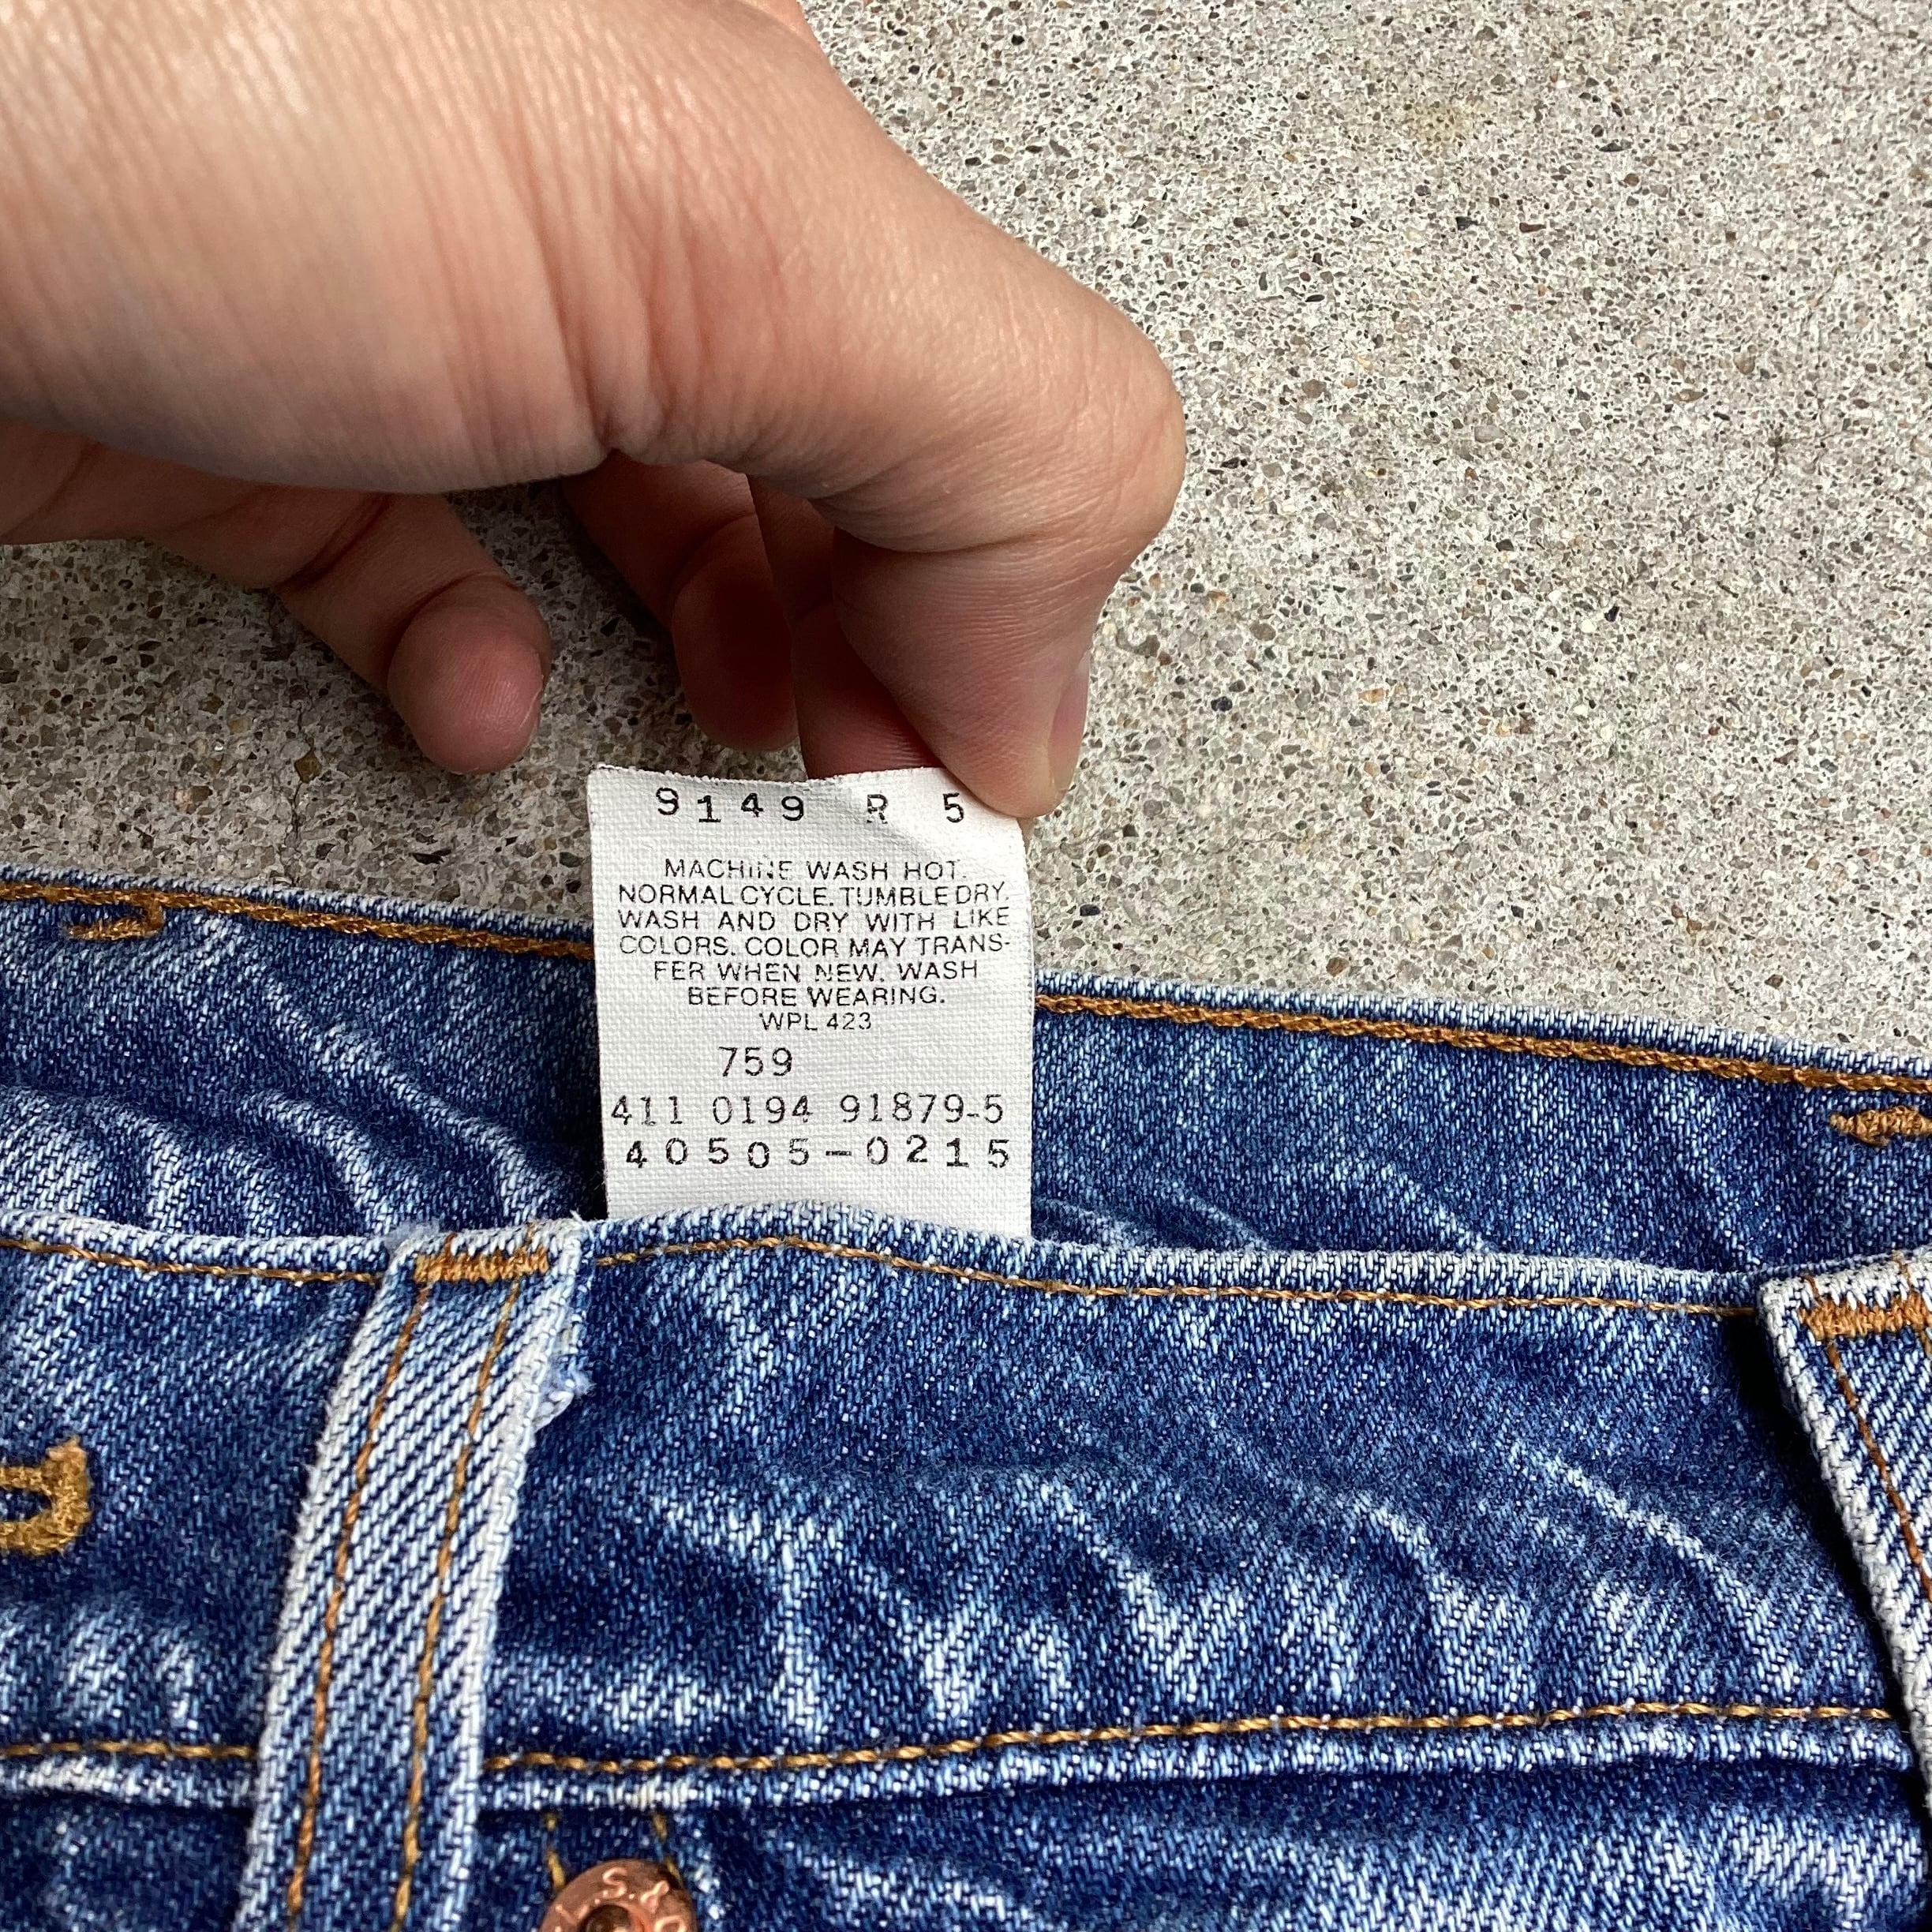 9149 R 5
MACHINE WASH HOT.
NORMAL CYCLE. TUMBLE DRY.
WASH AND DRY WITH LIKE
COLORS. COLOR MAY TRANS-
FER WHEN NEW. WASH
BEFORE WEARING.
WPL 423
759
411 0194 91879-5
40505-0215